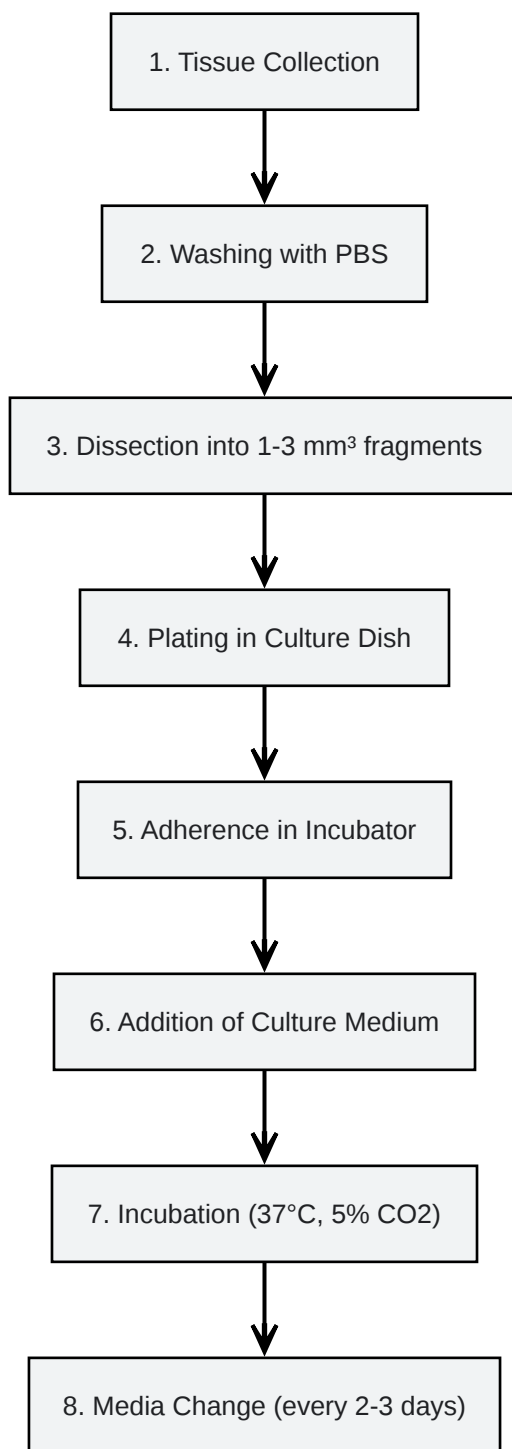 1. Tissue Collection
2. Washing with PBS
3. Dissection into 1-3 mm³ fragments
4. Plating in Culture Dish
5. Adherence in Incubator
6. Addition of Culture Medium
7. Incubation (37°C, 5% CO2)
8. Media Change (every 2-3 days)